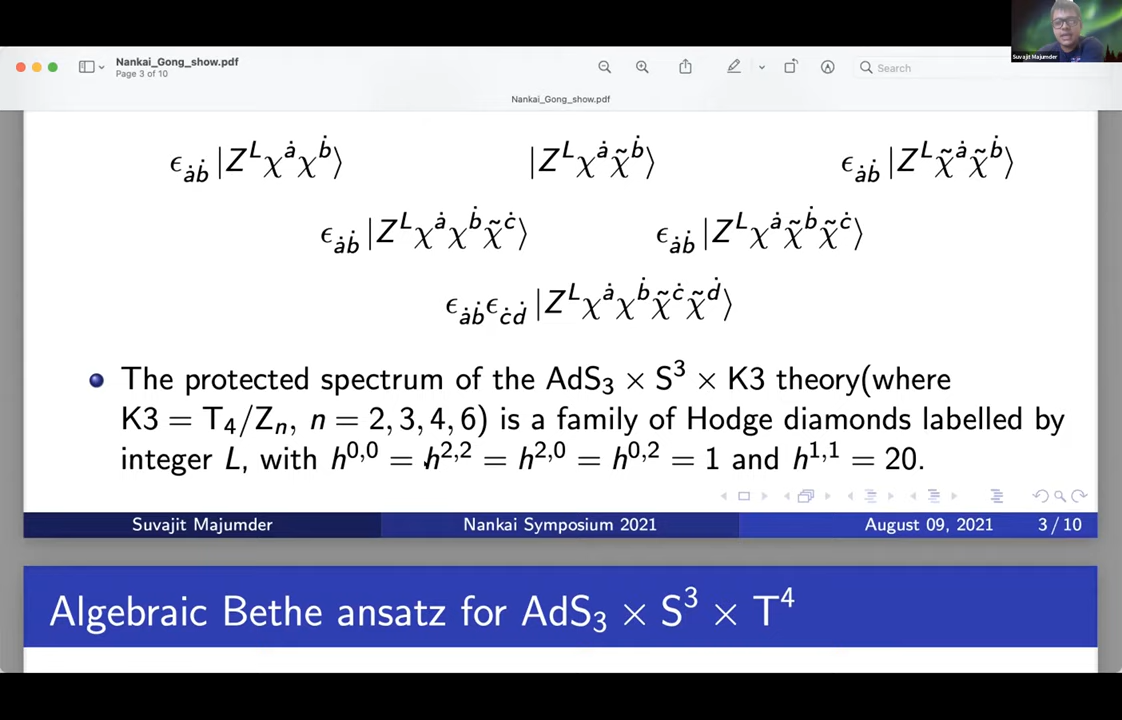 Suvajit Majumder
Nankai_Gong_show.pdf
Page 3 of 10
Search
Nankai_Gong_show.pdf
ϵ_{ȧḃ} |Z^L χ^{ȧ} χ^{ḃ}⟩ |Z^L χ^{ȧ} χ̃^{ḃ}⟩ ϵ_{ȧḃ} |Z^L χ̃^{ȧ} χ̃^{ḃ}⟩
ϵ_{ȧḃ} |Z^L χ^{ȧ} χ^{ḃ} χ̃^{ċ}⟩ ϵ_{ȧḃ} |Z^L χ^{ȧ} χ̃^{ḃ} χ̃^{ċ}⟩
ϵ_{ȧḃ} ϵ_{ċḋ} |Z^L χ^{ȧ} χ^{ḃ} χ̃^{ċ} χ̃^{ḋ}⟩
The protected spectrum of the AdS₃ × S³ × K3 theory(where
K3 = T₄/Z_n, n = 2, 3, 4, 6) is a family of Hodge diamonds labelled by
integer L, with h^{0,0} = h^{2,2} = h^{2,0} = h^{0,2} = 1 and h^{1,1} = 20.
Suvajit Majumder Nankai Symposium 2021 August 09, 2021 3 / 10
Algebraic Bethe ansatz for AdS₃ × S³ × T⁴